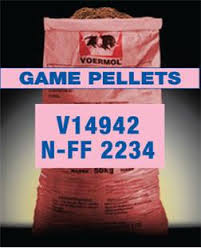 VOERMOL
GAME PELLETS
V14942
N-FF 2234
50kg